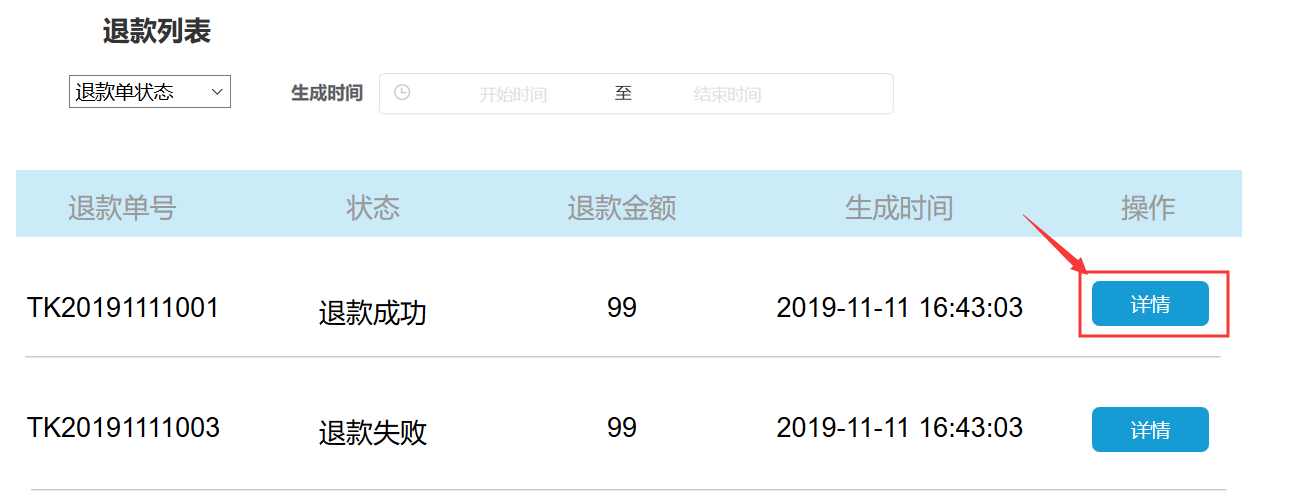 退款列表
退款单状态 生成时间 开始时间 至 结束时间
退款单号 状态 退款金额 生成时间 操作
TK20191111001 退款成功 99 2019-11-11 16:43:03 详情
TK20191111003 退款失败 99 2019-11-11 16:43:03 详情